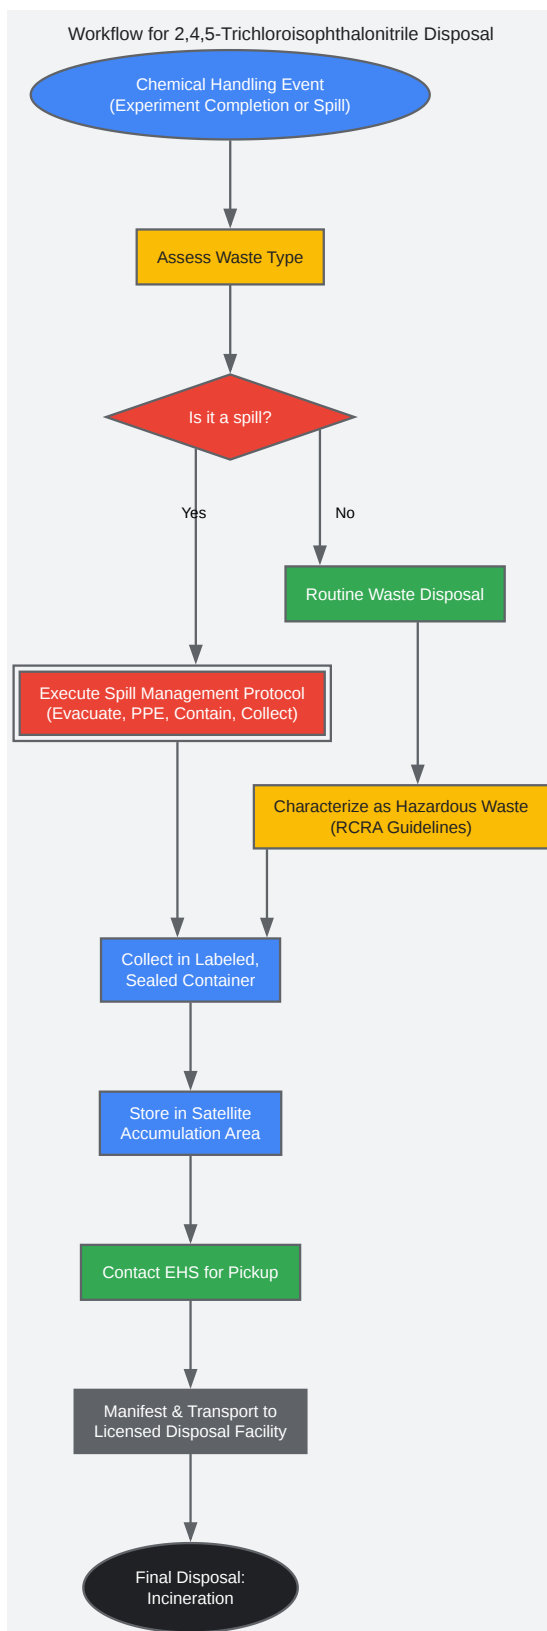 Workflow for 2,4,5-Trichloroisophthalonitrile Disposal
Chemical Handling Event
(Experiment Completion or Spill)
Assess Waste Type
Is it a spill?
Yes
No
Routine Waste Disposal
Execute Spill Management Protocol
(Evacuate, PPE, Contain, Collect)
Characterize as Hazardous Waste
(RCRA Guidelines)
Collect in Labeled,
Sealed Container
Store in Satellite
Accumulation Area
Contact EHS for Pickup
Manifest & Transport to
Licensed Disposal Facility
Final Disposal:
Incineration